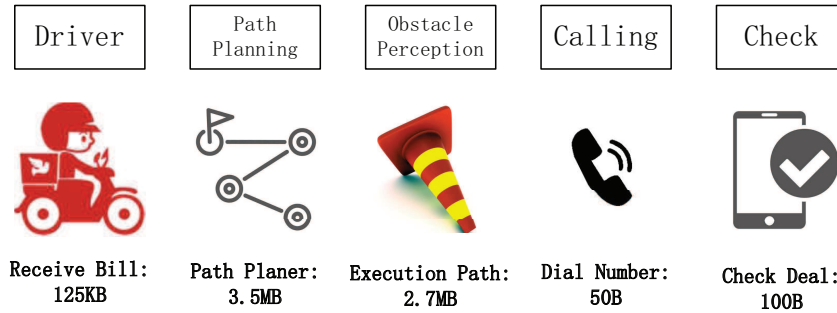 Driver
Path
Planning
Obstacle
Perception
Calling
Check
Receive Bill:
125KB
Path Planer:
3.5MB
Execution Path:
2.7MB
Dial Number:
50B
Check Deal:
100B